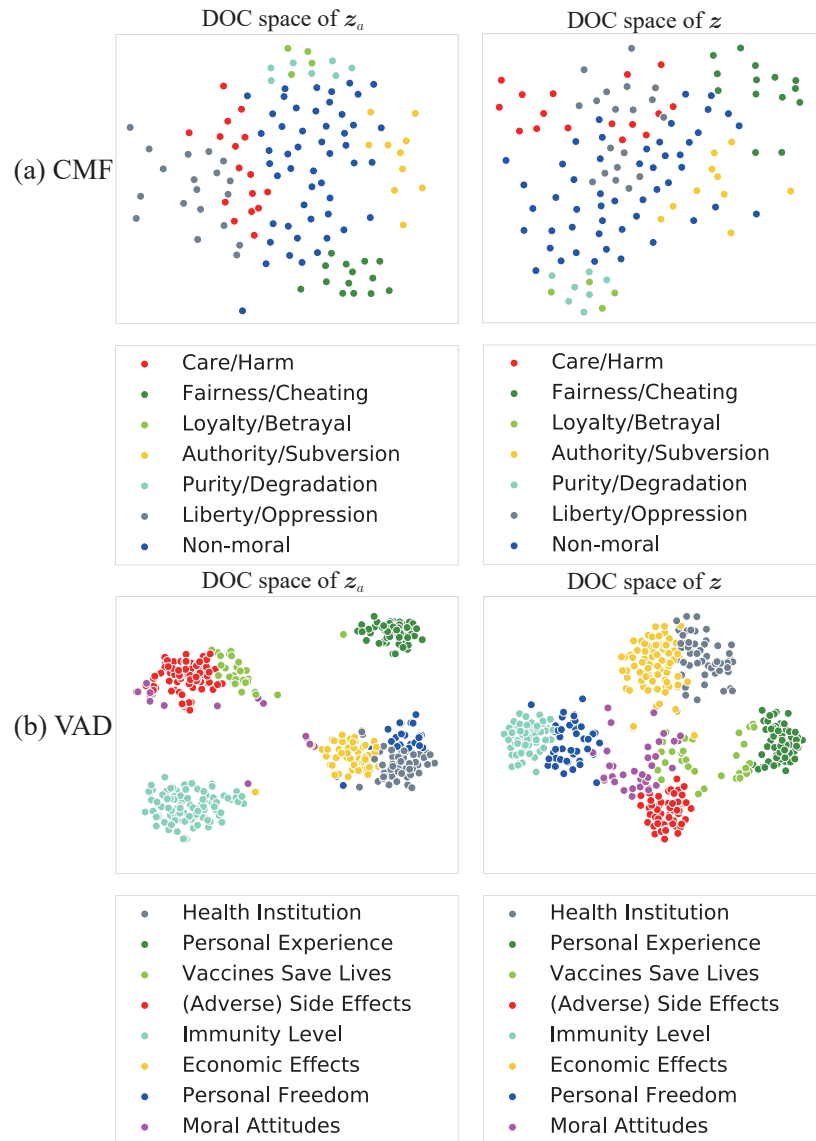 DOC space of zₐ
DOC space of z
(a) CMF
Care/Harm
Fairness/Cheating
Loyalty/Betrayal
Authority/Subversion
Purity/Degradation
Liberty/Oppression
Non-moral
Care/Harm
Fairness/Cheating
Loyalty/Betrayal
Authority/Subversion
Purity/Degradation
Liberty/Oppression
Non-moral
DOC space of zₐ
DOC space of z
(b) VAD
Health Institution
Personal Experience
Vaccines Save Lives
(Adverse) Side Effects
Immunity Level
Economic Effects
Personal Freedom
Moral Attitudes
Health Institution
Personal Experience
Vaccines Save Lives
(Adverse) Side Effects
Immunity Level
Economic Effects
Personal Freedom
Moral Attitudes